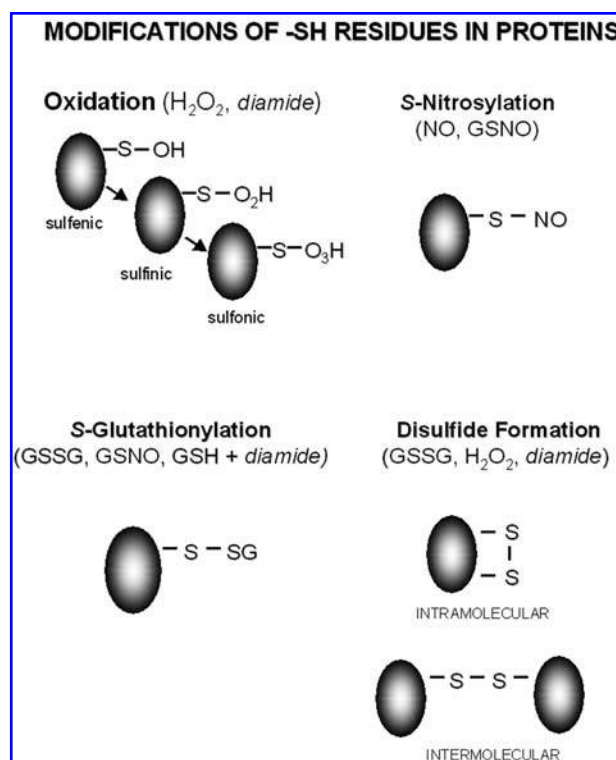 MODIFICATIONS OF -SH RESIDUES IN PROTEINS
Oxidation (H₂O₂, diamide)
S–OH
sulfenic
S–O₂H
sulfinic
S–O₃H
sulfonic
S-Nitrosylation
(NO, GSNO)
S – NO
S-Glutathionylation
(GSSG, GSNO, GSH + diamide)
S – SG
Disulfide Formation
(GSSG, H₂O₂, diamide)
S
S
INTRAMOLECULAR
S – S
INTERMOLECULAR